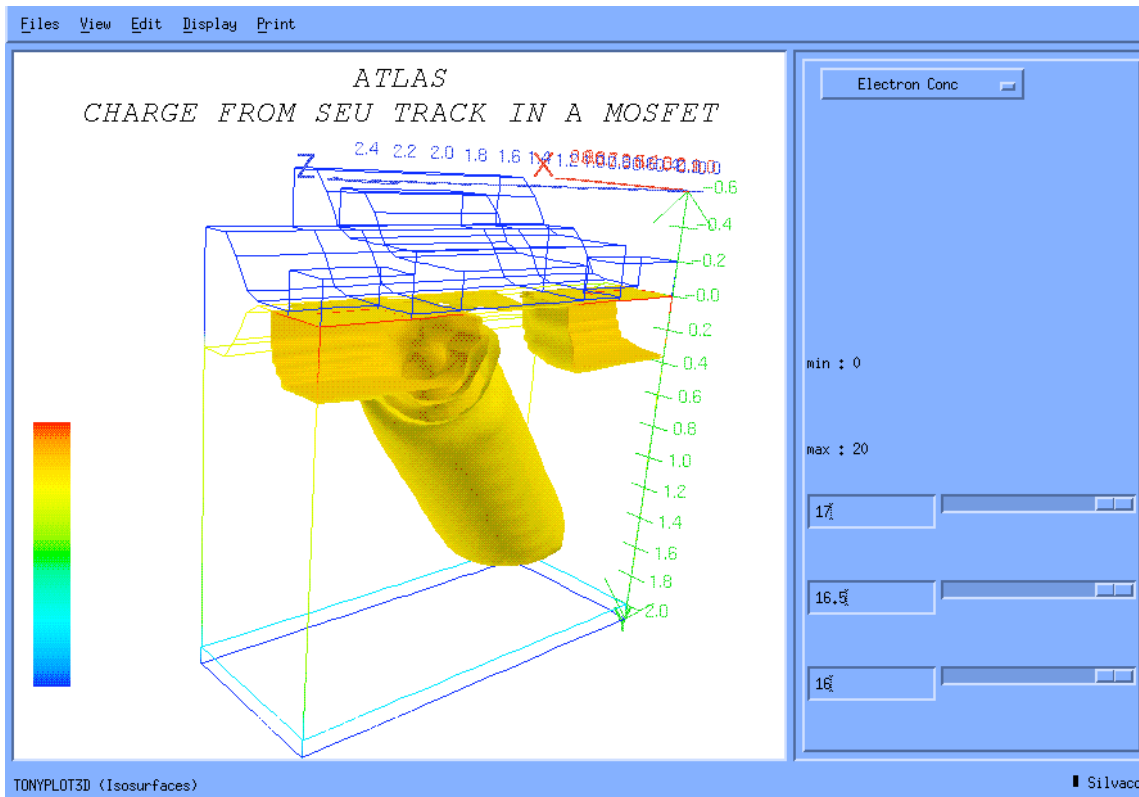 Files View Edit Display Print
ATLAS
CHARGE FROM SEU TRACK IN A MOSFET
Electron Conc
Z 2.4 2.2 2.0 1.8 1.6 X
-0.6
-0.4
-0.2
-0.0
0.2
0.4
0.6
0.8
1.0
1.2
1.4
1.6
1.8
2.0
min : 0
max : 20
17
16.5
16
TONYPLOT3D (Isosurfaces)
Silvaco